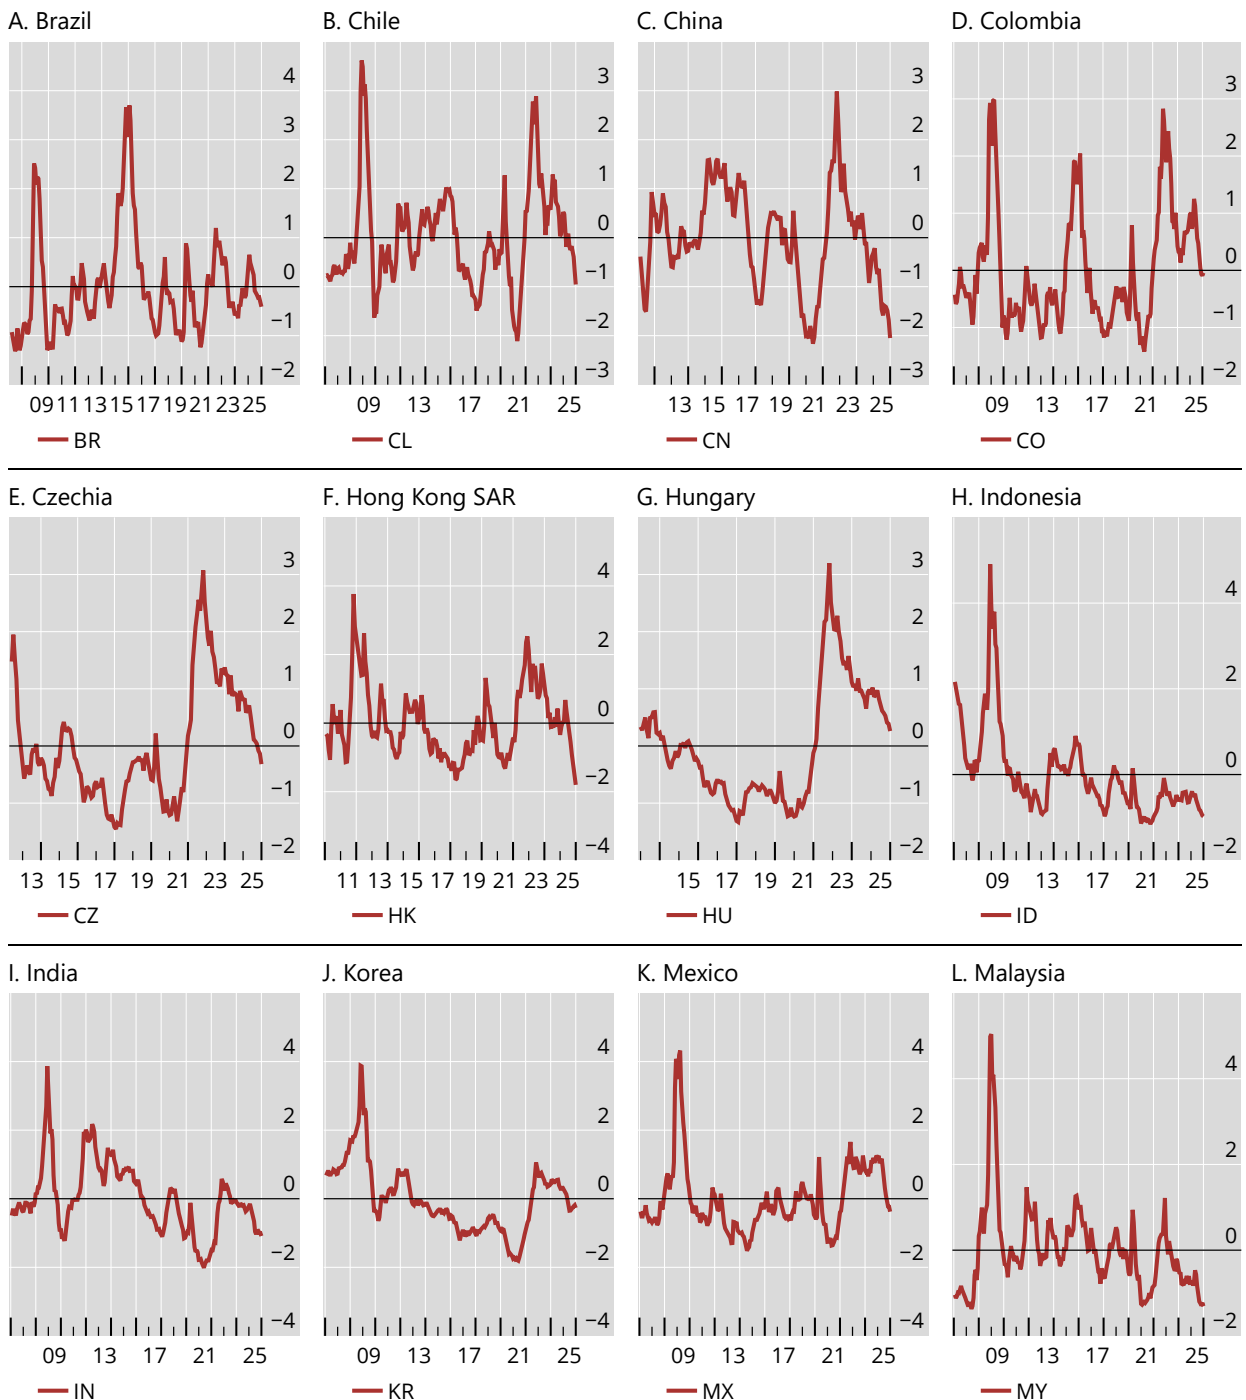 A. Brazil
B. Chile
C. China
D. Colombia
4
3
2
1
0
−1
−2
3
2
1
0
−1
−2
−3
3
2
1
0
−1
−2
−3
3
2
1
0
−1
−2
09 11 13 15 17 19 21 23 25
09 13 17 21 25
13 15 17 19 21 23 25
09 13 17 21 25
BR
CL
CN
CO
E. Czechia
F. Hong Kong SAR
G. Hungary
H. Indonesia
3
2
1
0
−1
−2
4
2
0
−2
−4
3
2
1
0
−1
−2
4
2
0
−2
13 15 17 19 21 23 25
11 13 15 17 19 21 23 25
15 17 19 21 23 25
09 13 17 21 25
CZ
HK
HU
ID
I. India
J. Korea
K. Mexico
L. Malaysia
4
2
0
−2
−4
4
2
0
−2
−4
4
2
0
−2
−4
4
2
0
−2
09 13 17 21 25
09 13 17 21 25
09 13 17 21 25
09 13 17 21 25
IN
KR
MX
MY